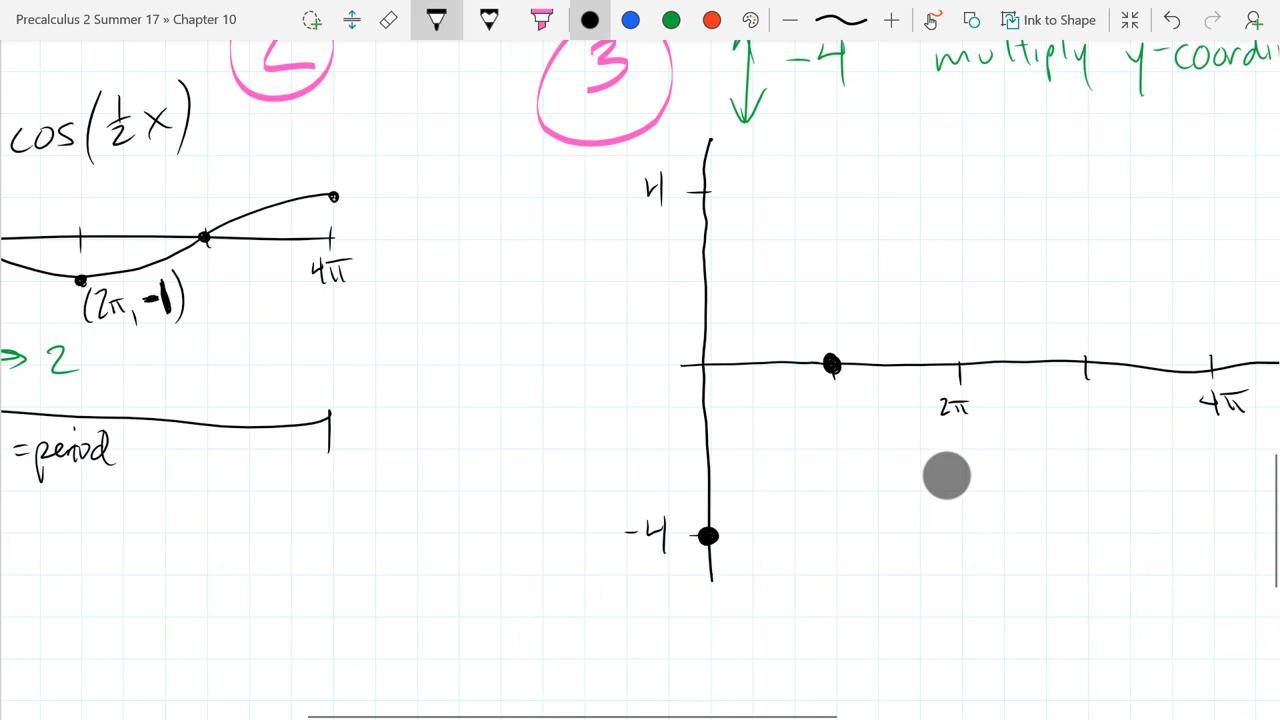 Precalculus 2 Summer 17 » Chapter 10
Ink to Shape
2
3
-4
multiply y-coordi
cos(1/2 x)
4π
(2π, -1)
⇒ 2
=period
4
2π
4π
-4